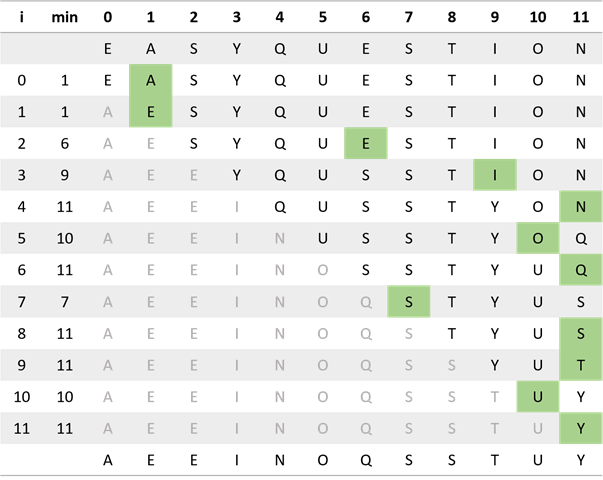 i min 0 1 2 3 4 5 6 7 8 9 10 11
E A S Y Q U E S T I O N
0 1 E A S Y Q U E S T I O N
1 1 A E S Y Q U E S T I O N
2 6 A E S Y Q U E S T I O N
3 9 A E E Y Q U S S T I O N
4 11 A E E I Q U S S T Y O N
5 10 A E E I N U S S T Y O Q
6 11 A E E I N O S S T Y U Q
7 7 A E E I N O Q S T Y U S
8 11 A E E I N O Q S T Y U S
9 11 A E E I N O Q S S Y U T
10 10 A E E I N O Q S S T U Y
11 11 A E E I N O Q S S T U Y
A E E I N O Q S S T U Y